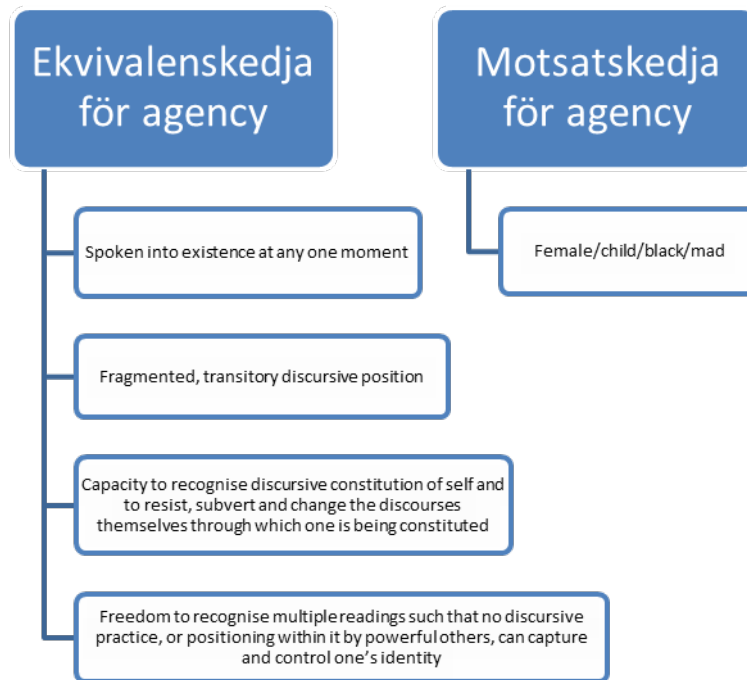 Ekvivalenskedja
för agency
Spoken into existence at any one moment
Fragmented, transitory discursive position
Capacity to recognise discursive constitution of self and
to resist, subvert and change the discourses
themselves through which one is being constituted
Freedom to recognise multiple readings such that no discursive
practice, or positioning within it by powerful others, can capture
and control one’s identity
Motsatskedja
för agency
Female/child/black/mad